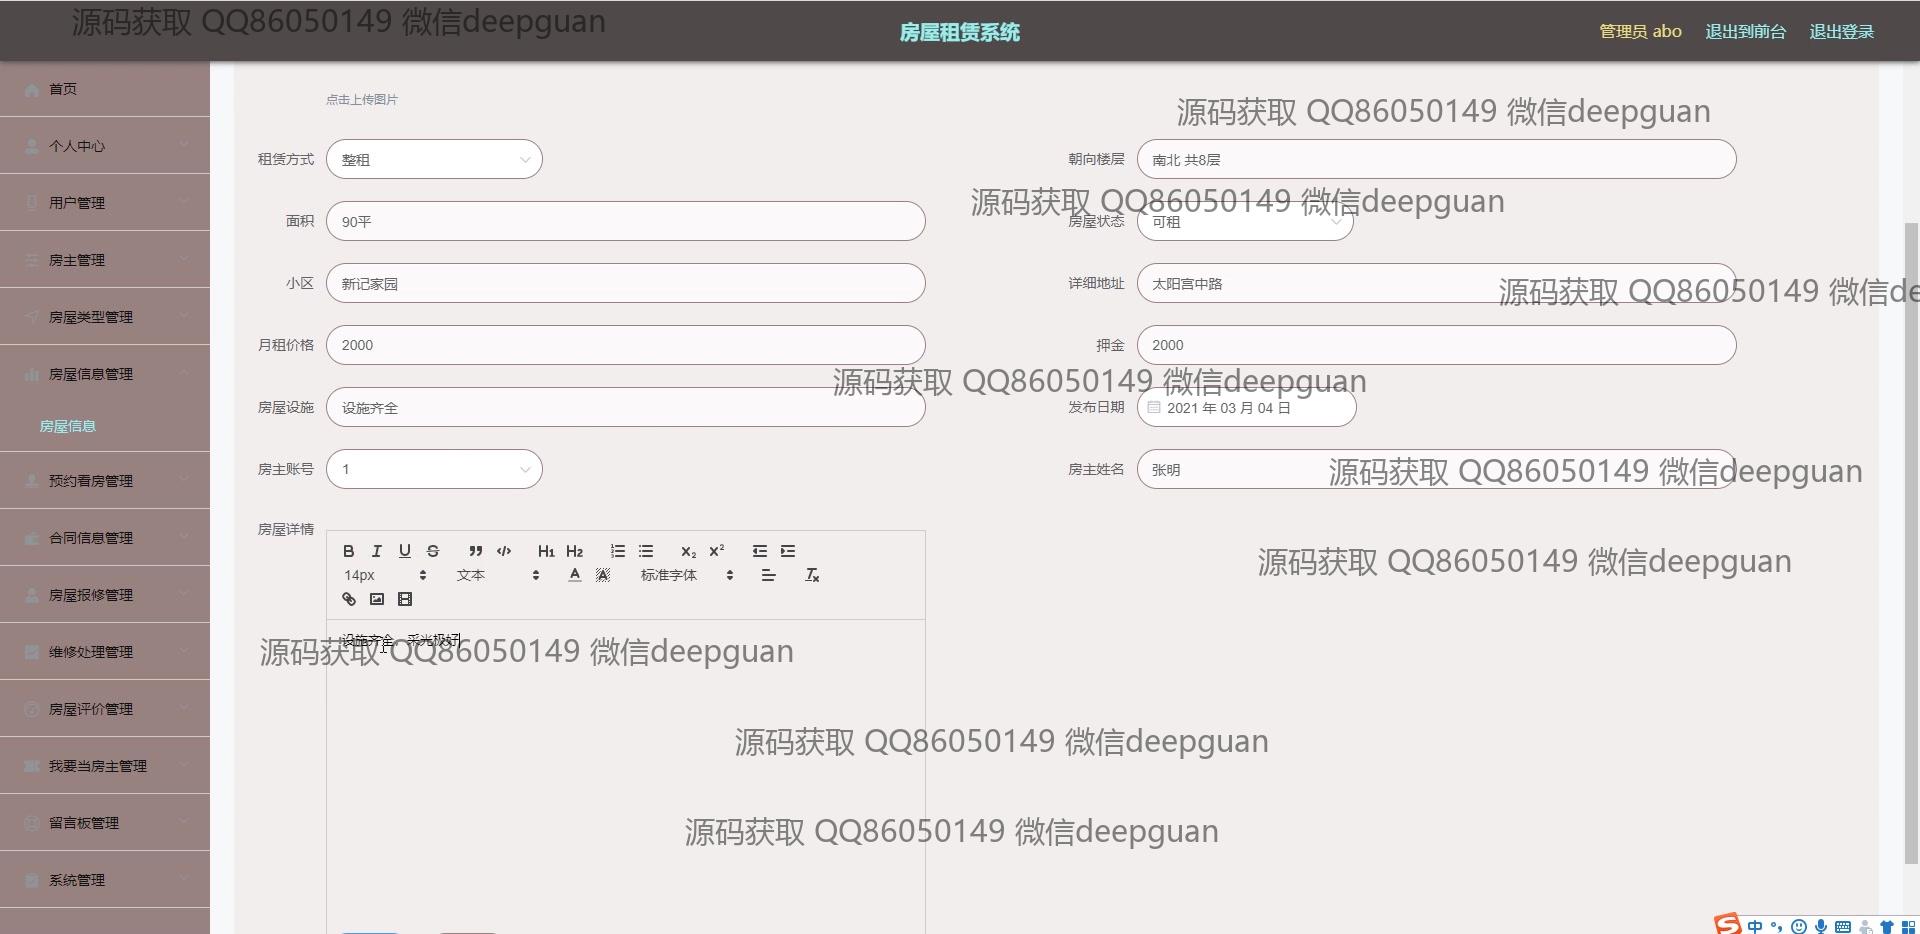 源码获取 QQ86050149 微信deepguan
房屋租赁系统
管理员 abo
退出到前台
退出登录
首页
个人中心
用户管理
房主管理
房屋类型管理
房屋信息管理
房屋信息
预约看房管理
合同信息管理
房屋报修管理
维修处理管理
房屋评价管理
我要当房主管理
留言板管理
系统管理
点击上传图片
源码获取 QQ86050149 微信deepguan
租赁方式 整租
朝向楼层 南北 共8层
源码获取 QQ86050149 微信deepguan
面积 90平
房屋状态 可租
小区 新记家园
详细地址 太阳宫中路
源码获取 QQ86050149 微信de
月租价格 2000
押金 2000
源码获取 QQ86050149 微信deepguan
房屋设施 设施齐全
发布日期 2021 年 03 月 04 日
房主账号 1
房主姓名 张明
源码获取 QQ86050149 微信deepguan
房屋详情
B I U S H1 H2 X2 X2
14px 文本 A A 标准字体 Tx
源码获取 QQ86050149 微信deepguan
设施齐全，采光极好
源码获取 QQ86050149 微信deepguan
源码获取 QQ86050149 微信deepguan
源码获取 QQ86050149 微信deepguan
S 中